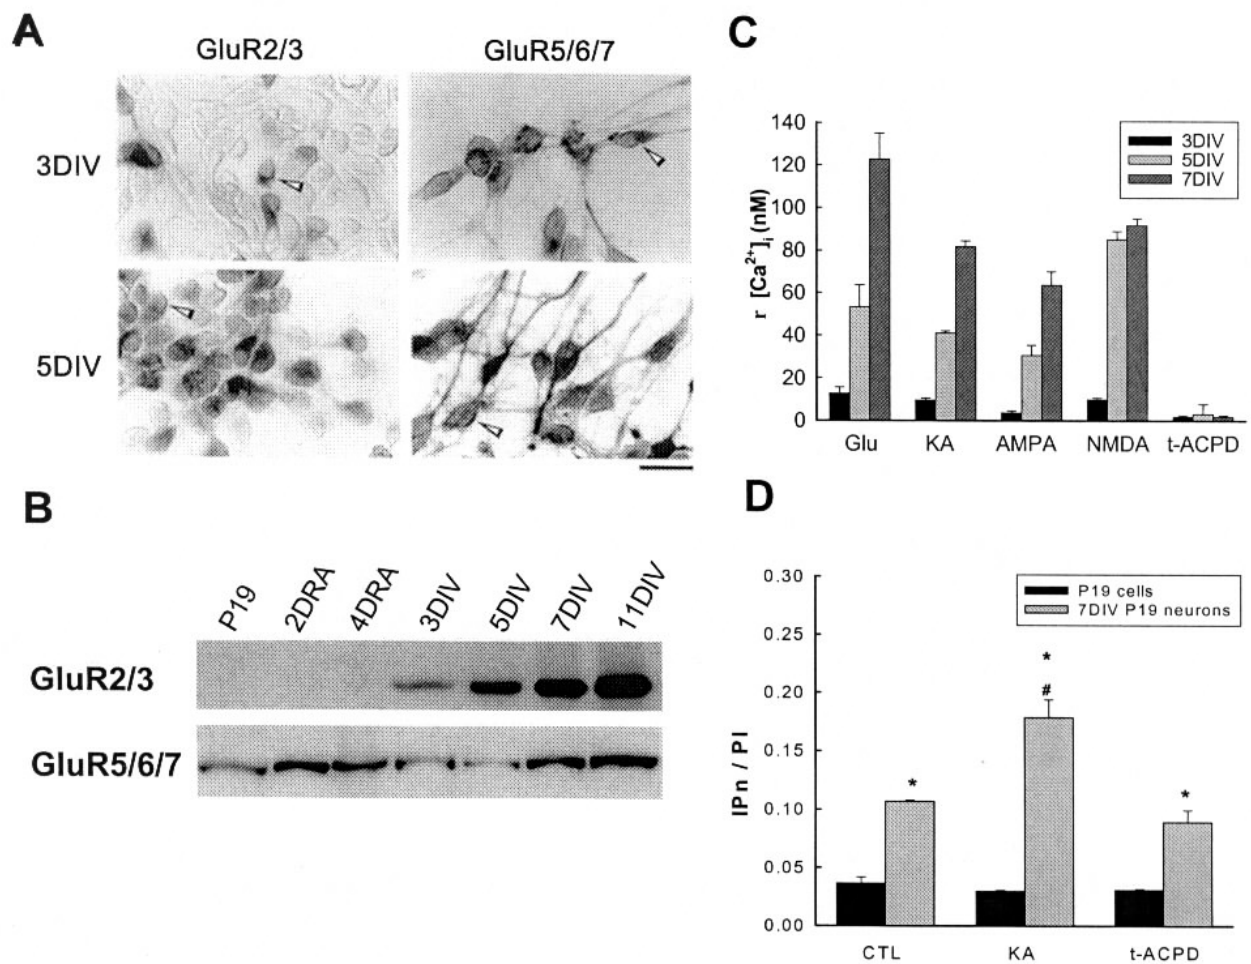 A
GluR2/3
GluR5/6/7
3DIV
5DIV
B
P19
2DRA
4DRA
3DIV
5DIV
7DIV
11DIV
GluR2/3
GluR5/6/7
C
r [Ca²⁺]ᵢ (nM)
140
120
100
80
60
40
20
0
3DIV
5DIV
7DIV
Glu
KA
AMPA
NMDA
t-ACPD
D
IPn / PI
0.30
0.25
0.20
0.15
0.10
0.05
0.00
P19 cells
7DIV P19 neurons
*
*
#
*
CTL
KA
t-ACPD